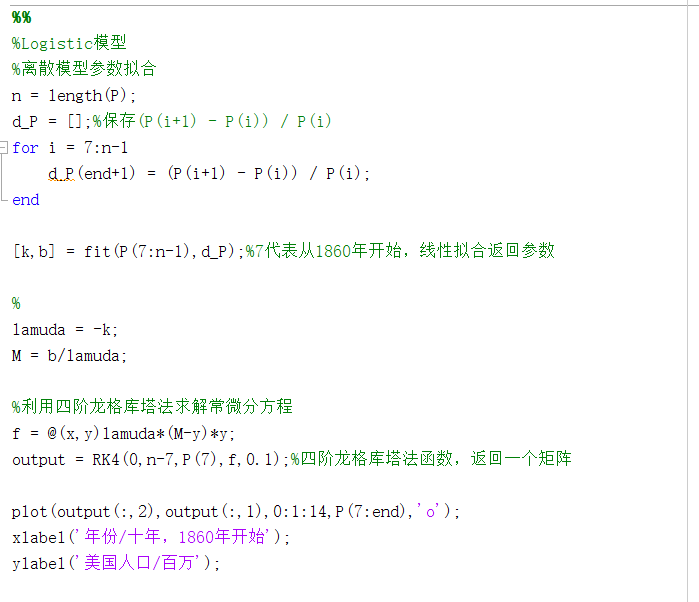 %%
%Logistic模型
%离散模型参数拟合
n = length(P);
d_P = [];%保存(P(i+1) - P(i)) / P(i)
for i = 7:n-1
d_P(end+1) = (P(i+1) - P(i)) / P(i);
end
[k,b] = fit(P(7:n-1),d_P);%7代表从1860年开始，线性拟合返回参数
%
lamuda = -k;
M = b/lamuda;
%利用四阶龙格库塔法求解常微分方程
f = @(x,y)lamuda*(M-y)*y;
output = RK4(0,n-7,P(7),f,0.1);%四阶龙格库塔法函数，返回一个矩阵
plot(output(:,2),output(:,1),0:1:14,P(7:end),'o');
xlabel('年份/十年，1860年开始');
ylabel('美国人口/百万');